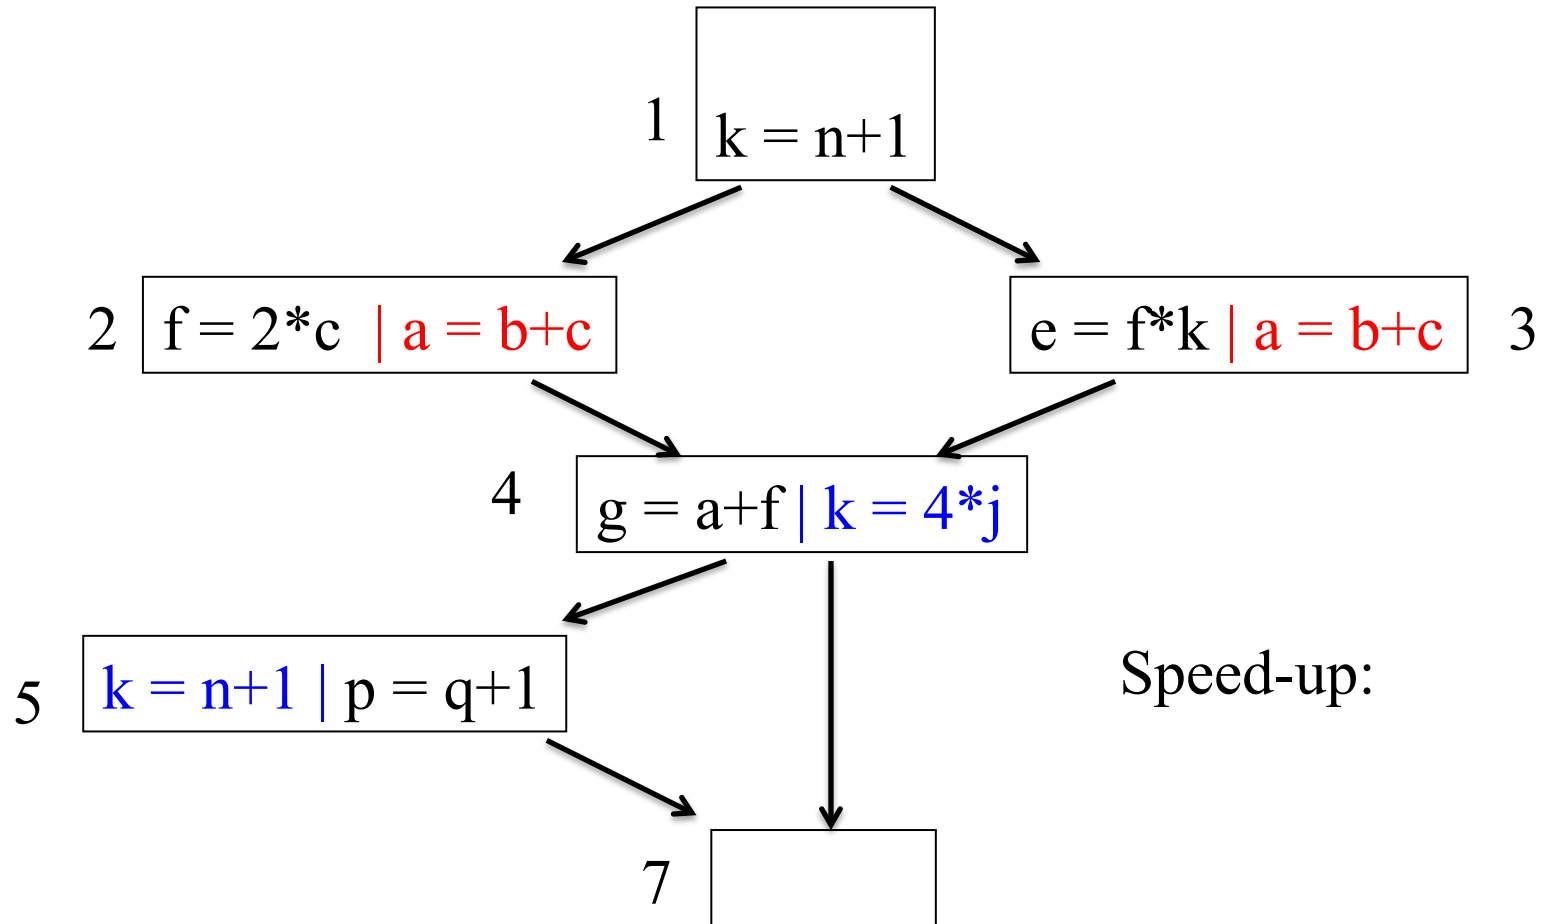 1
k = n+1
2
f = 2*c | a = b+c
e = f*k | a = b+c
3
4
g = a+f | k = 4*j
5
k = n+1 | p = q+1
Speed-up:
7